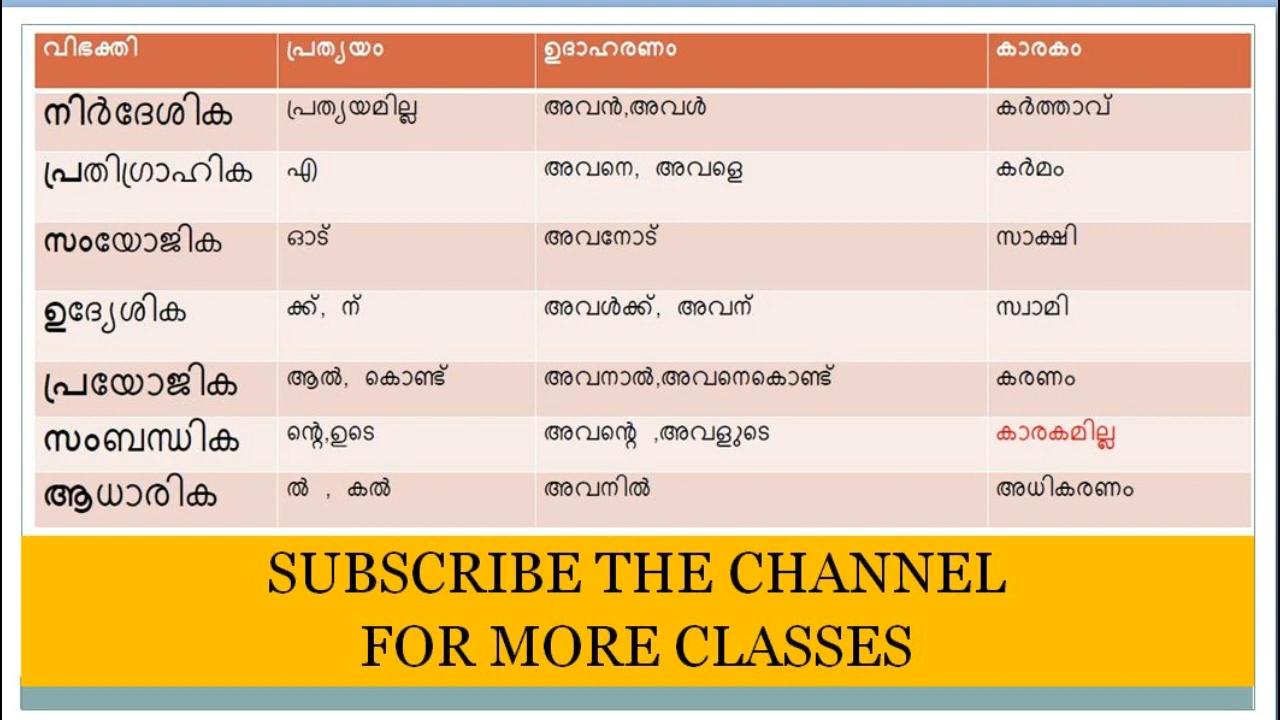 വിഭക്തി പ്രത്യയം ഉദാഹരണം കാരകം
നിർദേശിക പ്രത്യയമില്ല അവൻ,അവൾ കർത്താവ്
പ്രതിഗ്രാഹിക എ അവനെ, അവളെ കർമം
സംയോജിക ഓട് അവനോട് സാക്ഷി
ഉദ്യേശിക ക്ക്, ന് അവൾക്ക്, അവന് സ്വാമി
പ്രയോജിക ആൽ, കൊണ്ട് അവനാൽ,അവനെകൊണ്ട് കരണം
സംബന്ധിക ന്റെ,ഉടെ അവന്റെ ,അവളുടെ കാരകമില്ല
ആധാരിക ൽ , കൽ അവനിൽ അധികരണം
SUBSCRIBE THE CHANNEL
FOR MORE CLASSES